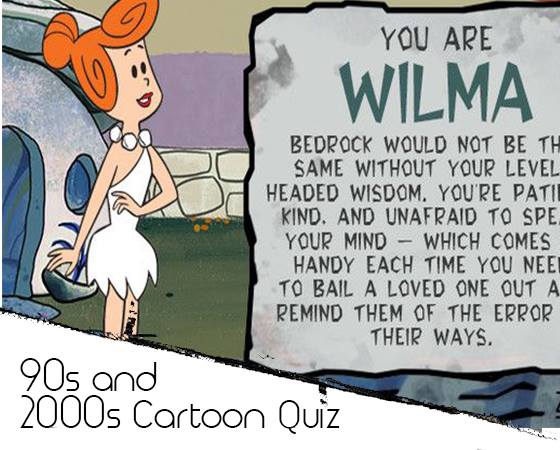 YOU ARE
WILMA
BEDROCK WOULD NOT BE
SAME WITHOUT YOUR LEVEL
HEADED WISDOM. YOU'RE
KIND, AND UNAFRAID TO
YOUR MIND – WHICH COMES
HANDY EACH TIME YOU
TO BAIL A LOVED ONE OUT
REMIND THEM OF THE ERROR
THEIR WAYS.
90s and
2000s Cartoon Quiz